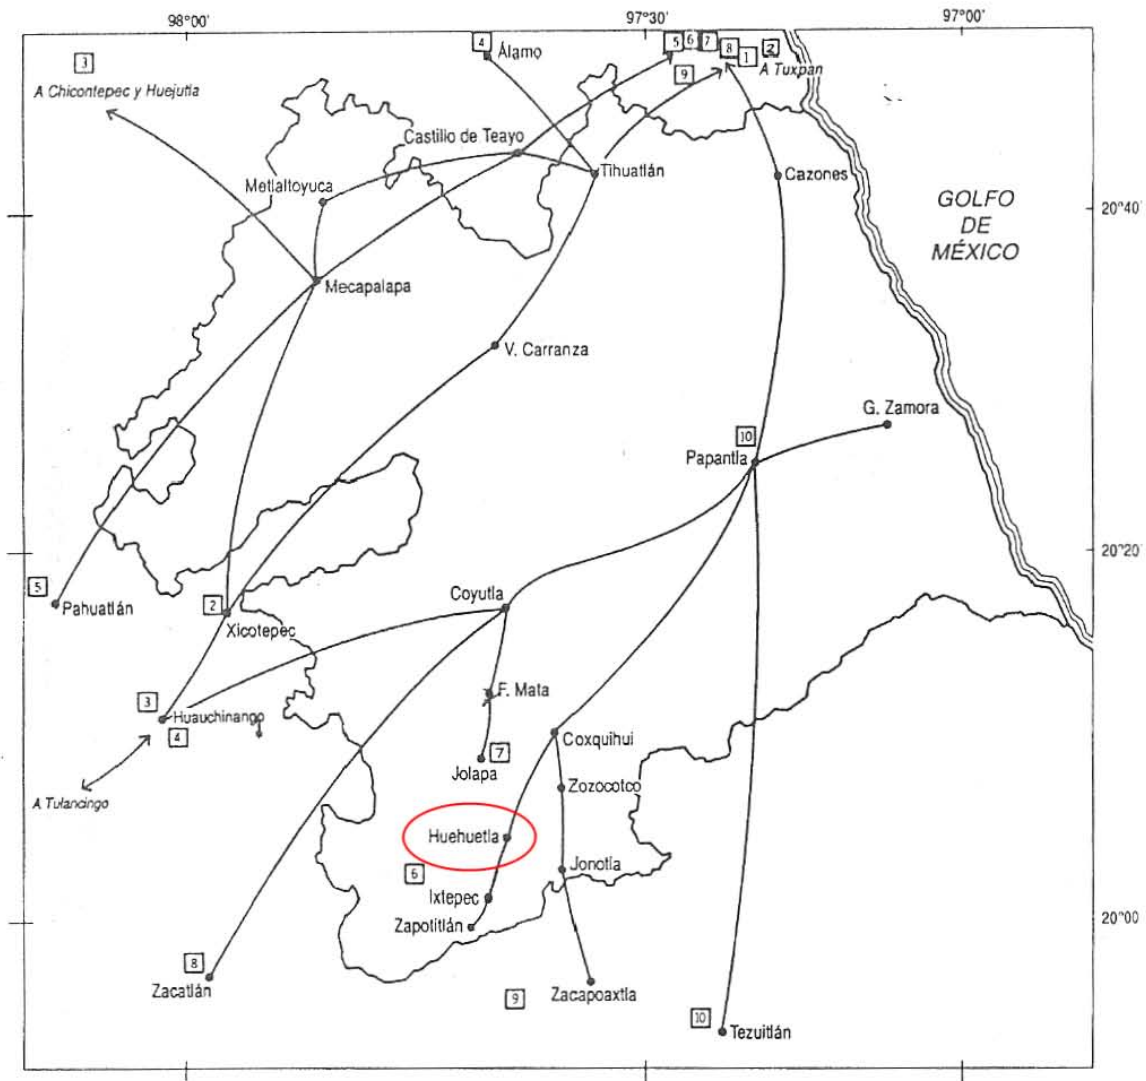 98°00'
97°30'
97°00'
3
A Chicontepec y Huejutla
4
Álamo
5
6
7
8
1
2
9
A Tuxpan
Castillo de Teayo
Tihuatlán
Cazones
Metlaltoyuca
GOLFO
DE
MÉXICO
20°40'
Mecapalapa
V. Carranza
G. Zamora
10
Papantla
20°20
5
Pahuatlán
2
Xicotepec
Coyutla
3
Huauchinango
4
F. Mata
Coxquihui
7
Jolapa
Zozocotco
A Tulancingo
Huehuetla
6
Jonotla
Ixtepec
Zapotitlán
20°00
8
Zacatlán
9
Zacapoaxtla
10
Tezuitlán